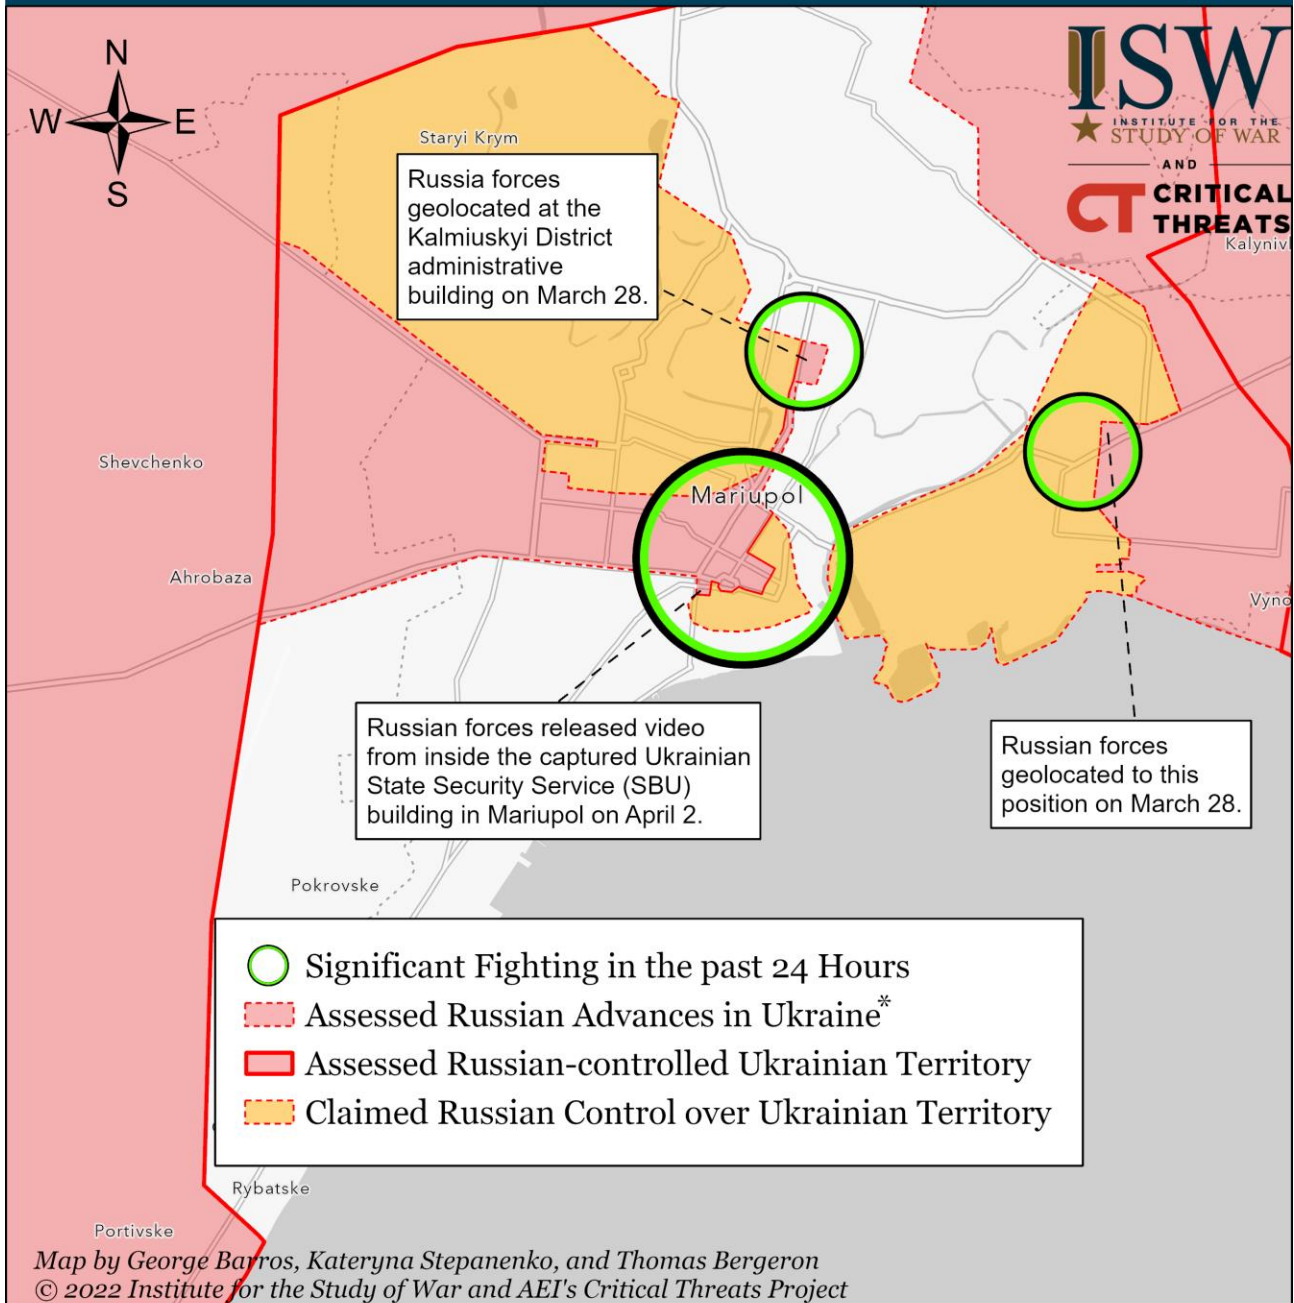 N
W E
S
ISW
INSTITUTE FOR THE
STUDY OF WAR
AND
CT CRITICAL
THREATS
Kalynivk
Staryi Krym
Russia forces
geolocated at the
Kalmiuskyi District
administrative
building on March 28.
Shevchenko
Mariupol
Ahrobaza
Vyno
Russian forces released video
from inside the captured Ukrainian
State Security Service (SBU)
building in Mariupol on April 2.
Russian forces
geolocated to this
position on March 28.
Pokrovske
Significant Fighting in the past 24 Hours
Assessed Russian Advances in Ukraine*
Assessed Russian-controlled Ukrainian Territory
Claimed Russian Control over Ukrainian Territory
Rybatske
Portivske
Map by George Barros, Kateryna Stepanenko, and Thomas Bergeron
© 2022 Institute for the Study of War and AEI's Critical Threats Project